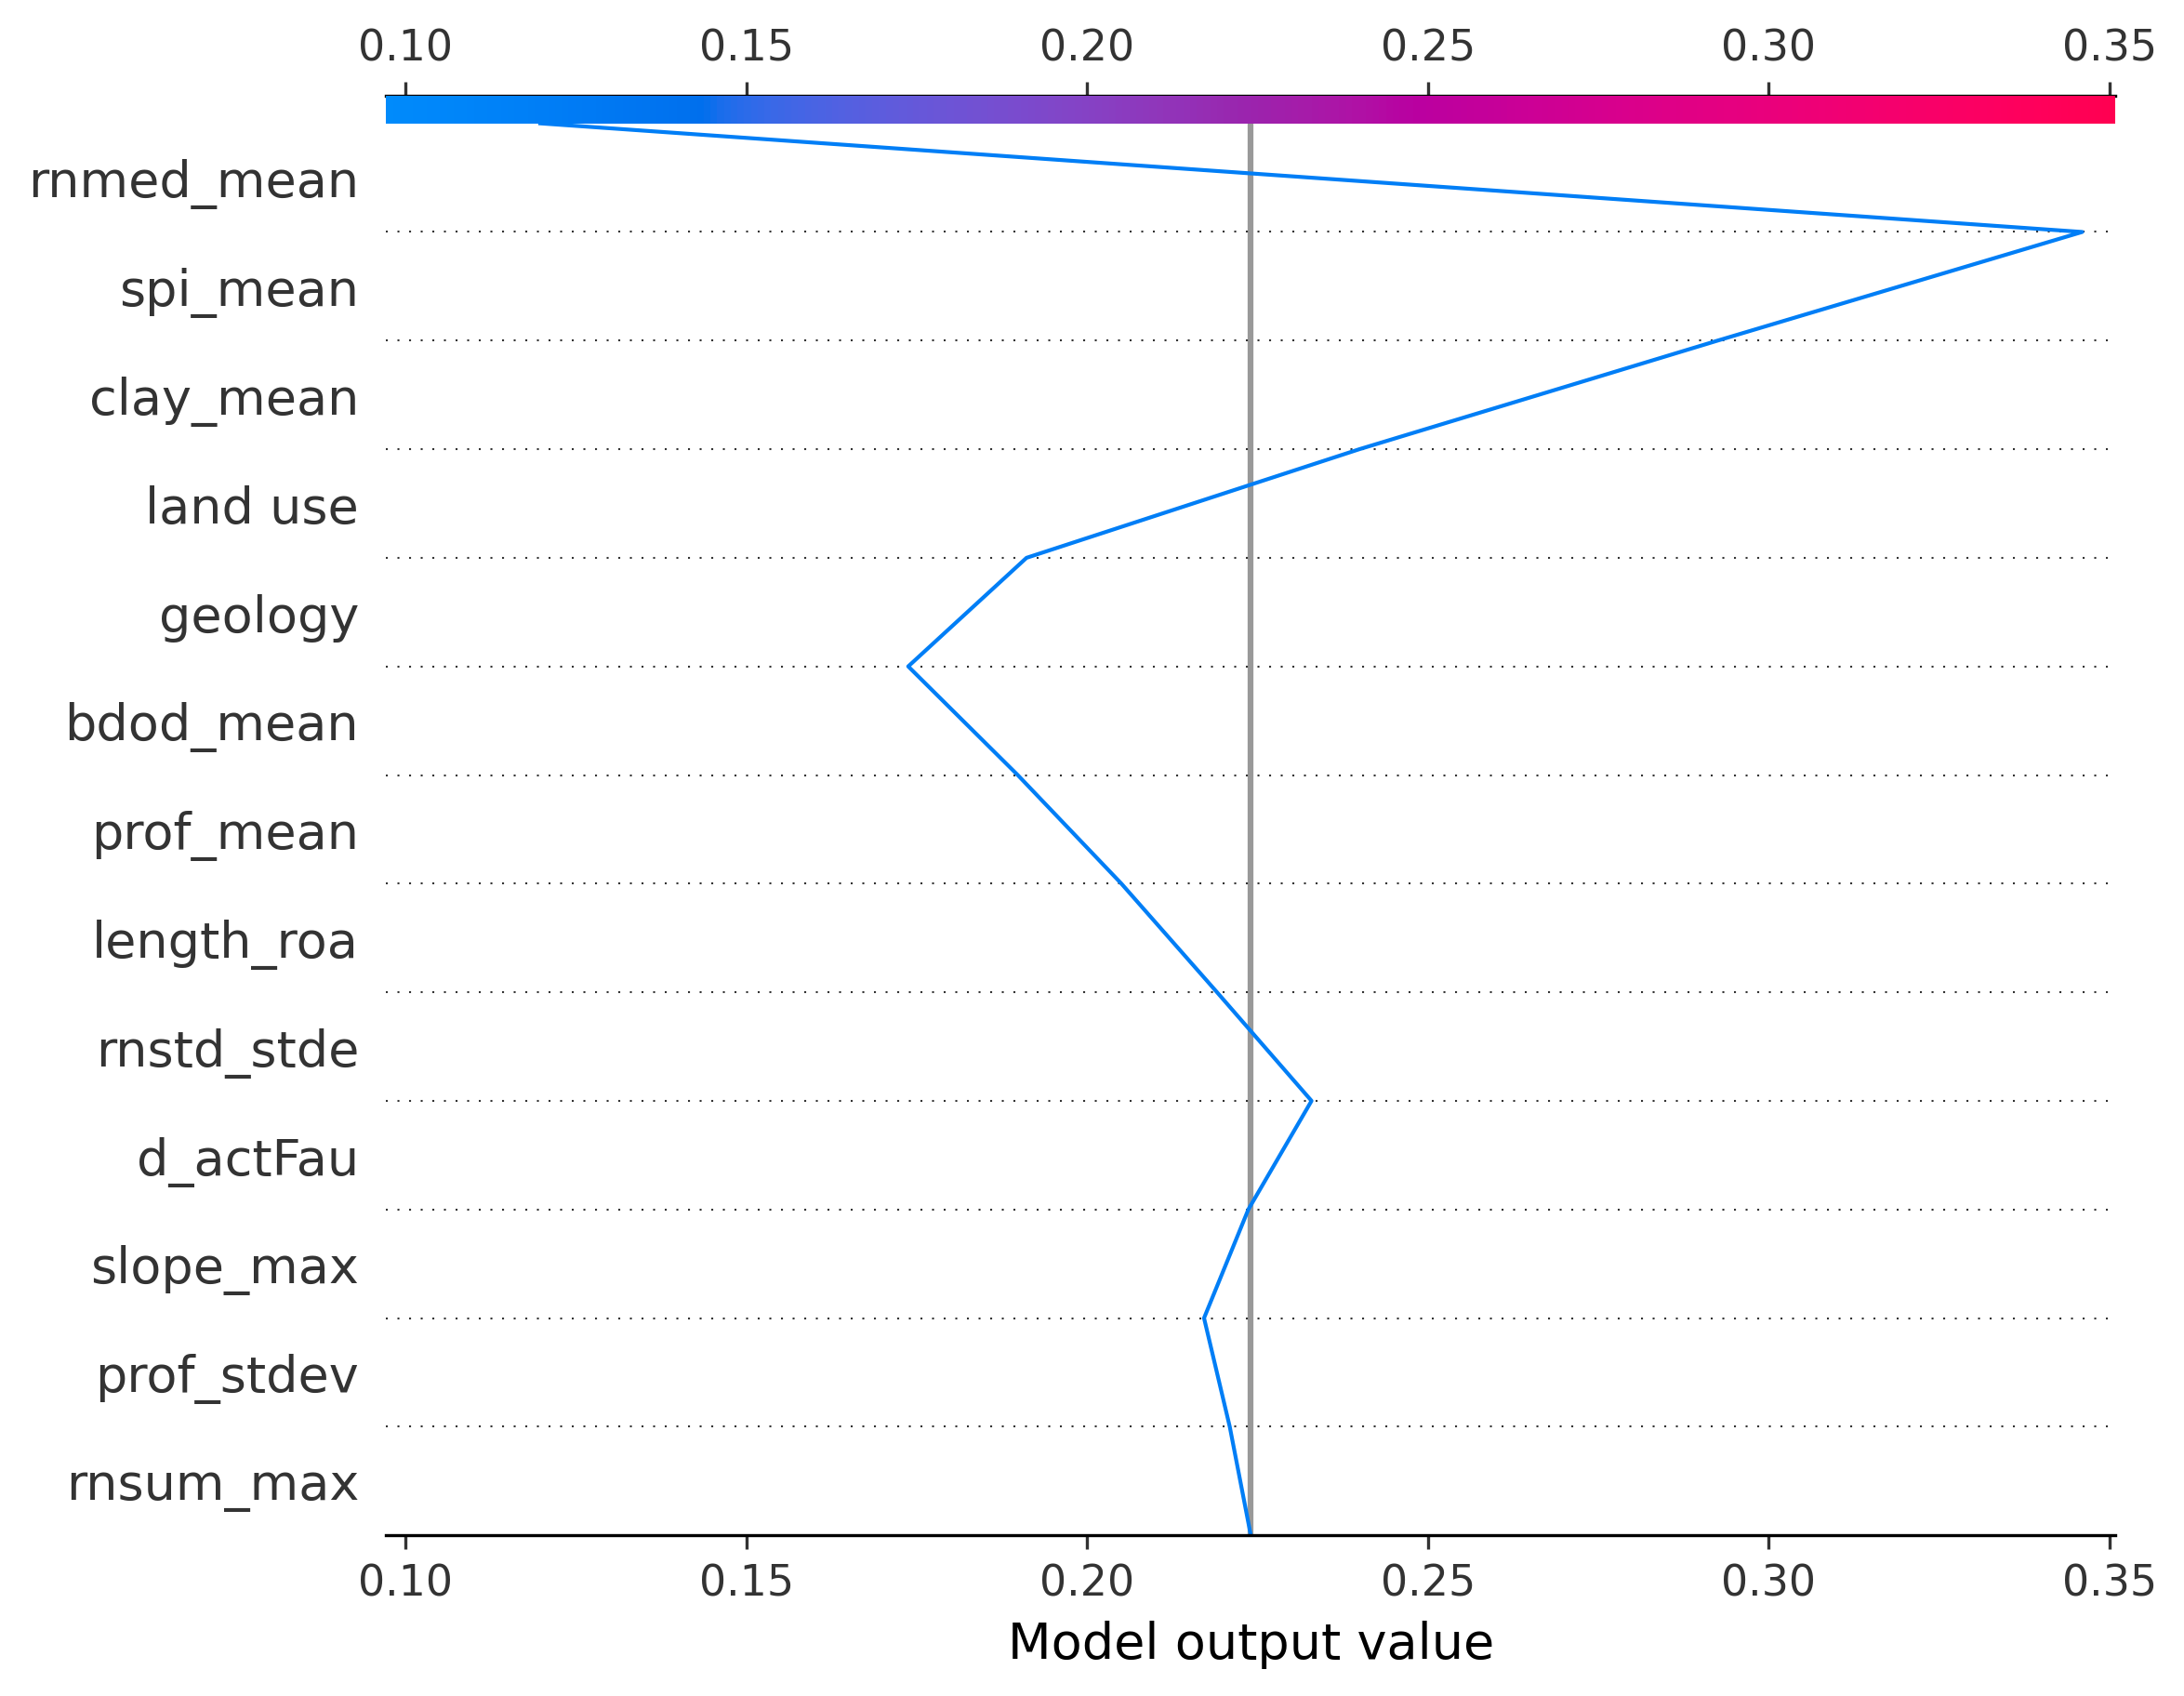 0.10 0.15 0.20 0.25 0.30 0.35
rnmed_mean
spi_mean
clay_mean
land use
geology
bdod_mean
prof_mean
length_roa
rnstd_stde
d_actFau
slope_max
prof_stdev
rnsum_max
0.10 0.15 0.20 0.25 0.30 0.35
Model output value